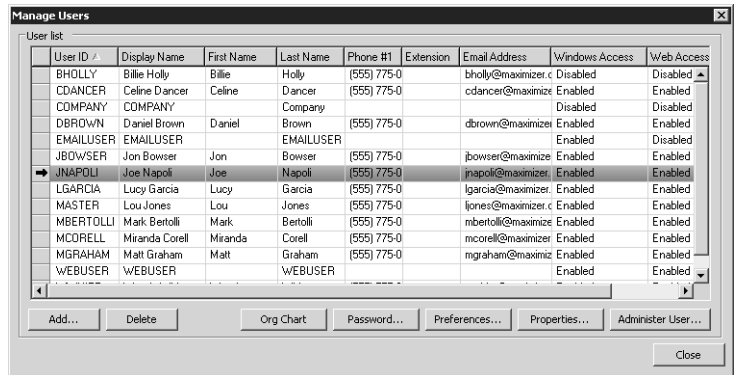 Manage Users
User list
User ID Display Name First Name Last Name Phone #1 Extension Email Address Windows Access Web Access
BHOLLY Billie Holly Billie Holly (555) 775-0 bholly@maximizer.c Disabled Disabled
CDANCER Celine Dancer Celine Dancer (555) 775-0 cdancer@maximize Enabled Enabled
COMPANY COMPANY Company Disabled Disabled
DBROWN Daniel Brown Daniel Brown (555) 775-0 dbrown@maximizer Enabled Enabled
EMAILUSER EMAILUSER EMAILUSER Enabled Disabled
JBOWSER Jon Bowser Jon Bowser (555) 775-0 jbowser@maximize Enabled Enabled
JNAPOLI Joe Napoli Joe Napoli (555) 775-0 jnapoli@maximizer. Enabled Enabled
LGARCIA Lucy Garcia Lucy Garcia (555) 775-0 lgarcia@maximizer. Enabled Enabled
MASTER Lou Jones Lou Jones (555) 775-0 ljones@maximizer.c Enabled Enabled
MBERTOLLI Mark Bertolli Mark Bertolli (555) 775-0 mbertolli@maximize Enabled Enabled
MCORELL Miranda Corell Miranda Corell (555) 775-0 mcorell@maximizer Enabled Enabled
MGRAHAM Matt Graham Matt Graham (555) 775-0 mgraham@maximiz Enabled Enabled
WEBUSER WEBUSER WEBUSER Enabled Enabled
Add... Delete Org Chart Password... Preferences... Properties... Administer User...
Close